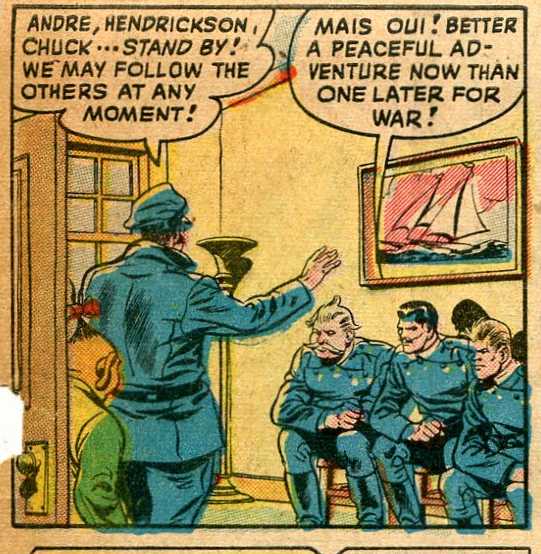 ANDRE, HENDRICKSON,
CHUCK...STAND BY!
WE MAY FOLLOW THE
OTHERS AT ANY
MOMENT!
MAIS OUI! BETTER
A PEACEFUL AD-
VENTURE NOW THAN
ONE LATER FOR
WAR!